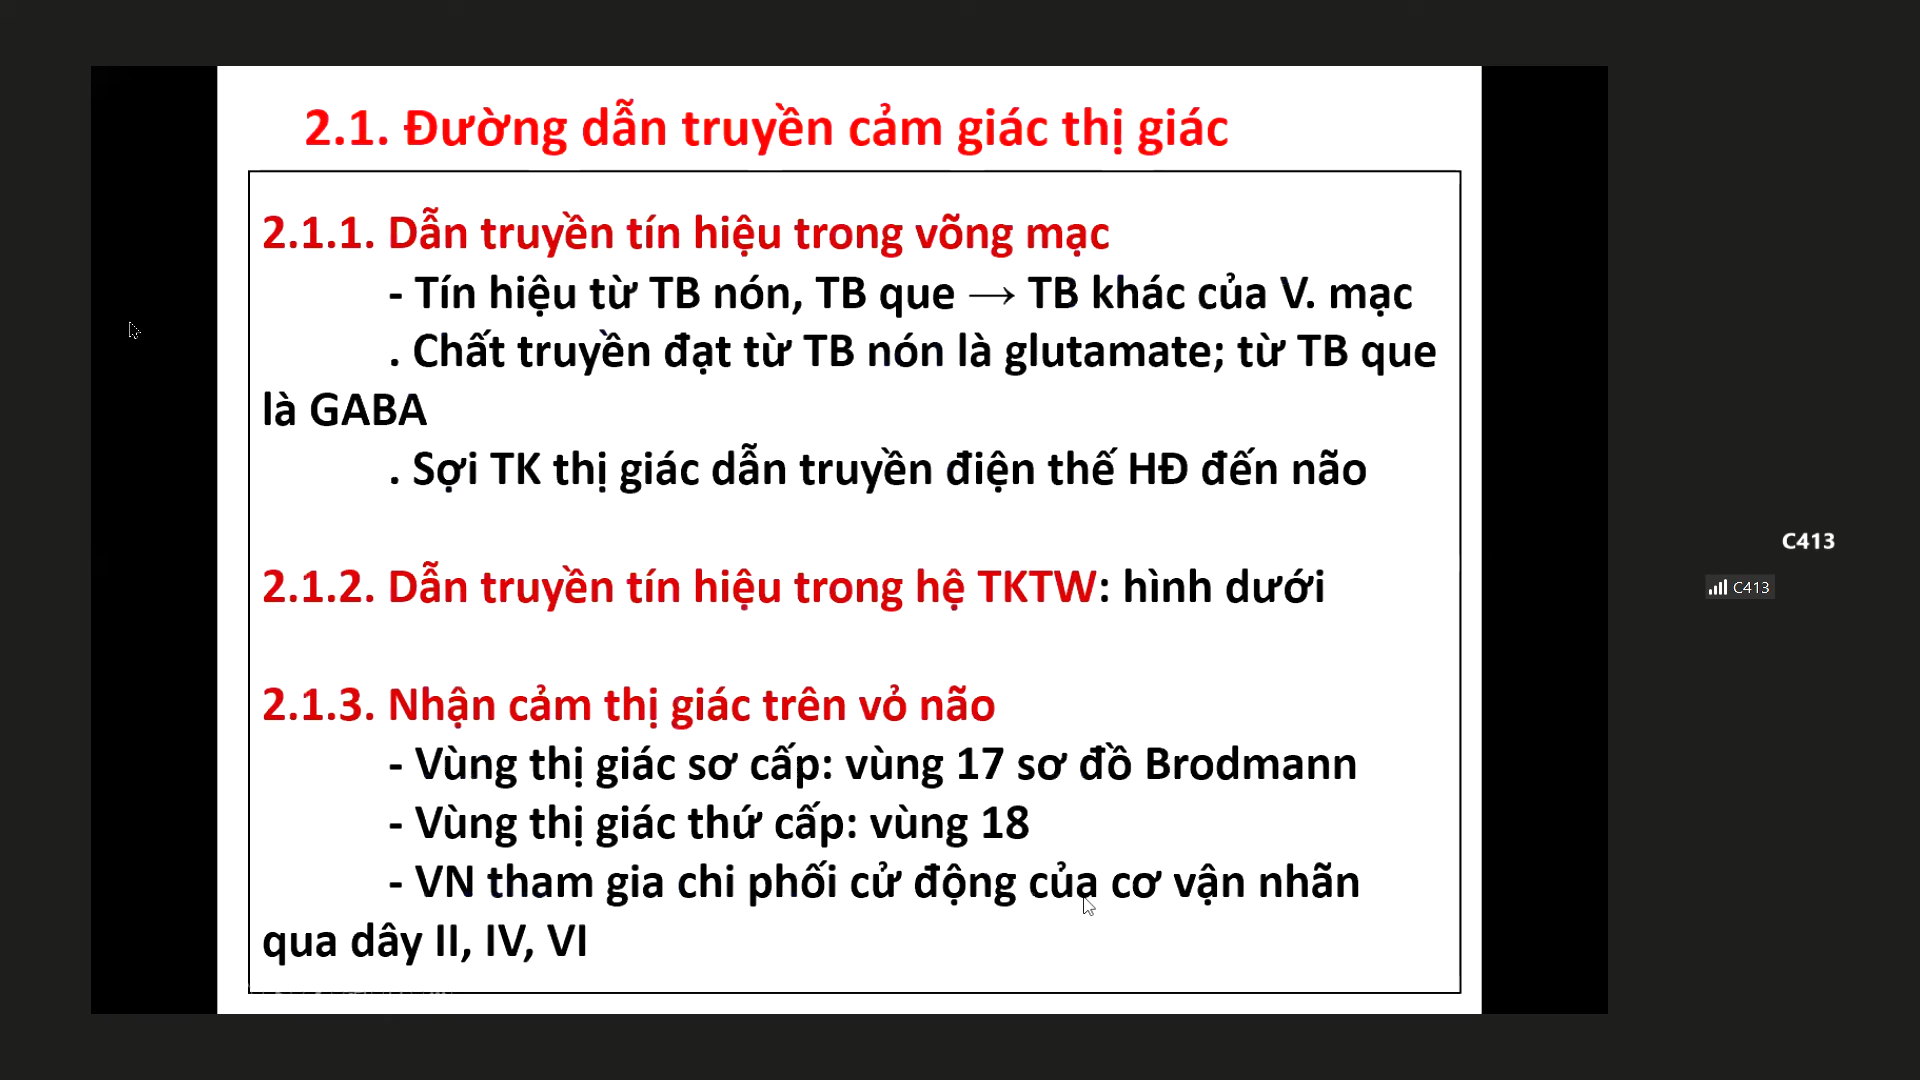 2.1. Đường dẫn truyền cảm giác thị giác
2.1.1. Dẫn truyền tín hiệu trong võng mạc
- Tín hiệu từ TB nón, TB que → TB khác của V. mạc
. Chất truyền đạt từ TB nón là glutamate; từ TB que
là GABA
. Sợi TK thị giác dẫn truyền điện thế HĐ đến não
2.1.2. Dẫn truyền tín hiệu trong hệ TKTW: hình dưới
2.1.3. Nhận cảm thị giác trên vỏ não
- Vùng thị giác sơ cấp: vùng 17 sơ đồ Brodmann
- Vùng thị giác thứ cấp: vùng 18
- VN tham gia chi phối cử động của cơ vận nhãn
qua dây II, IV, VI
C413
C413